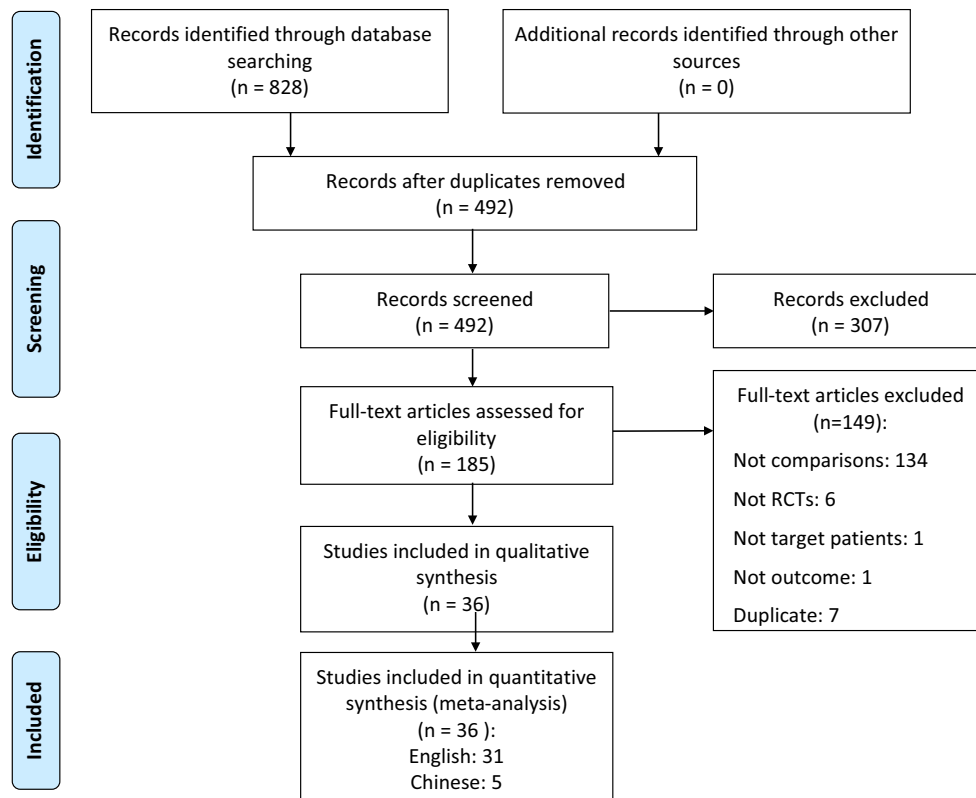 Identification
Records identified through database
searching
(n = 828)
Additional records identified through other
sources
(n = 0)
Records after duplicates removed
(n = 492)
Screening
Records screened
(n = 492)
Records excluded
(n = 307)
Eligibility
Full-text articles assessed for
eligibility
(n = 185)
Full-text articles excluded
(n=149):
Not comparisons: 134
Not RCTs: 6
Not target patients: 1
Not outcome: 1
Duplicate: 7
Studies included in qualitative
synthesis
(n = 36)
Included
Studies included in quantitative
synthesis (meta-analysis)
(n = 36 ):
English: 31
Chinese: 5